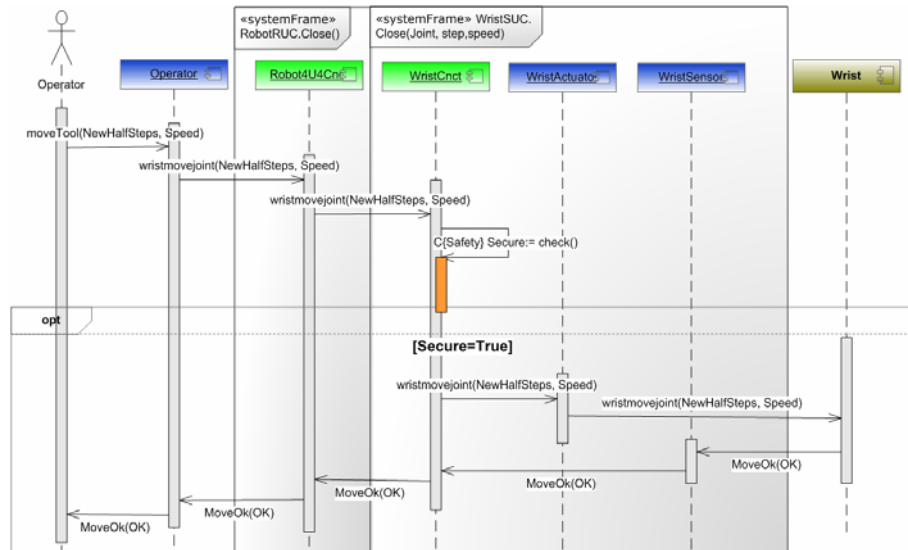 «systemFrame»
RobotRUC.Close()
«systemFrame» WristSUC.
Close(Joint, step,speed)
Operator
Operator
Robot4U4Cnc
WristCnct
WristActuator
WristSensor
Wrist
moveTool(NewHalfSteps, Speed)
wristmovejoint(NewHalfSteps, Speed)
wristmovejoint(NewHalfSteps, Speed)
C{Safety} Secure:= check()
opt
[Secure=True]
wristmovejoint(NewHalfSteps, Speed)
wristmovejoint(NewHalfSteps, Speed)
MoveOk(OK)
MoveOk(OK)
MoveOk(OK)
MoveOk(OK)
MoveOk(OK)